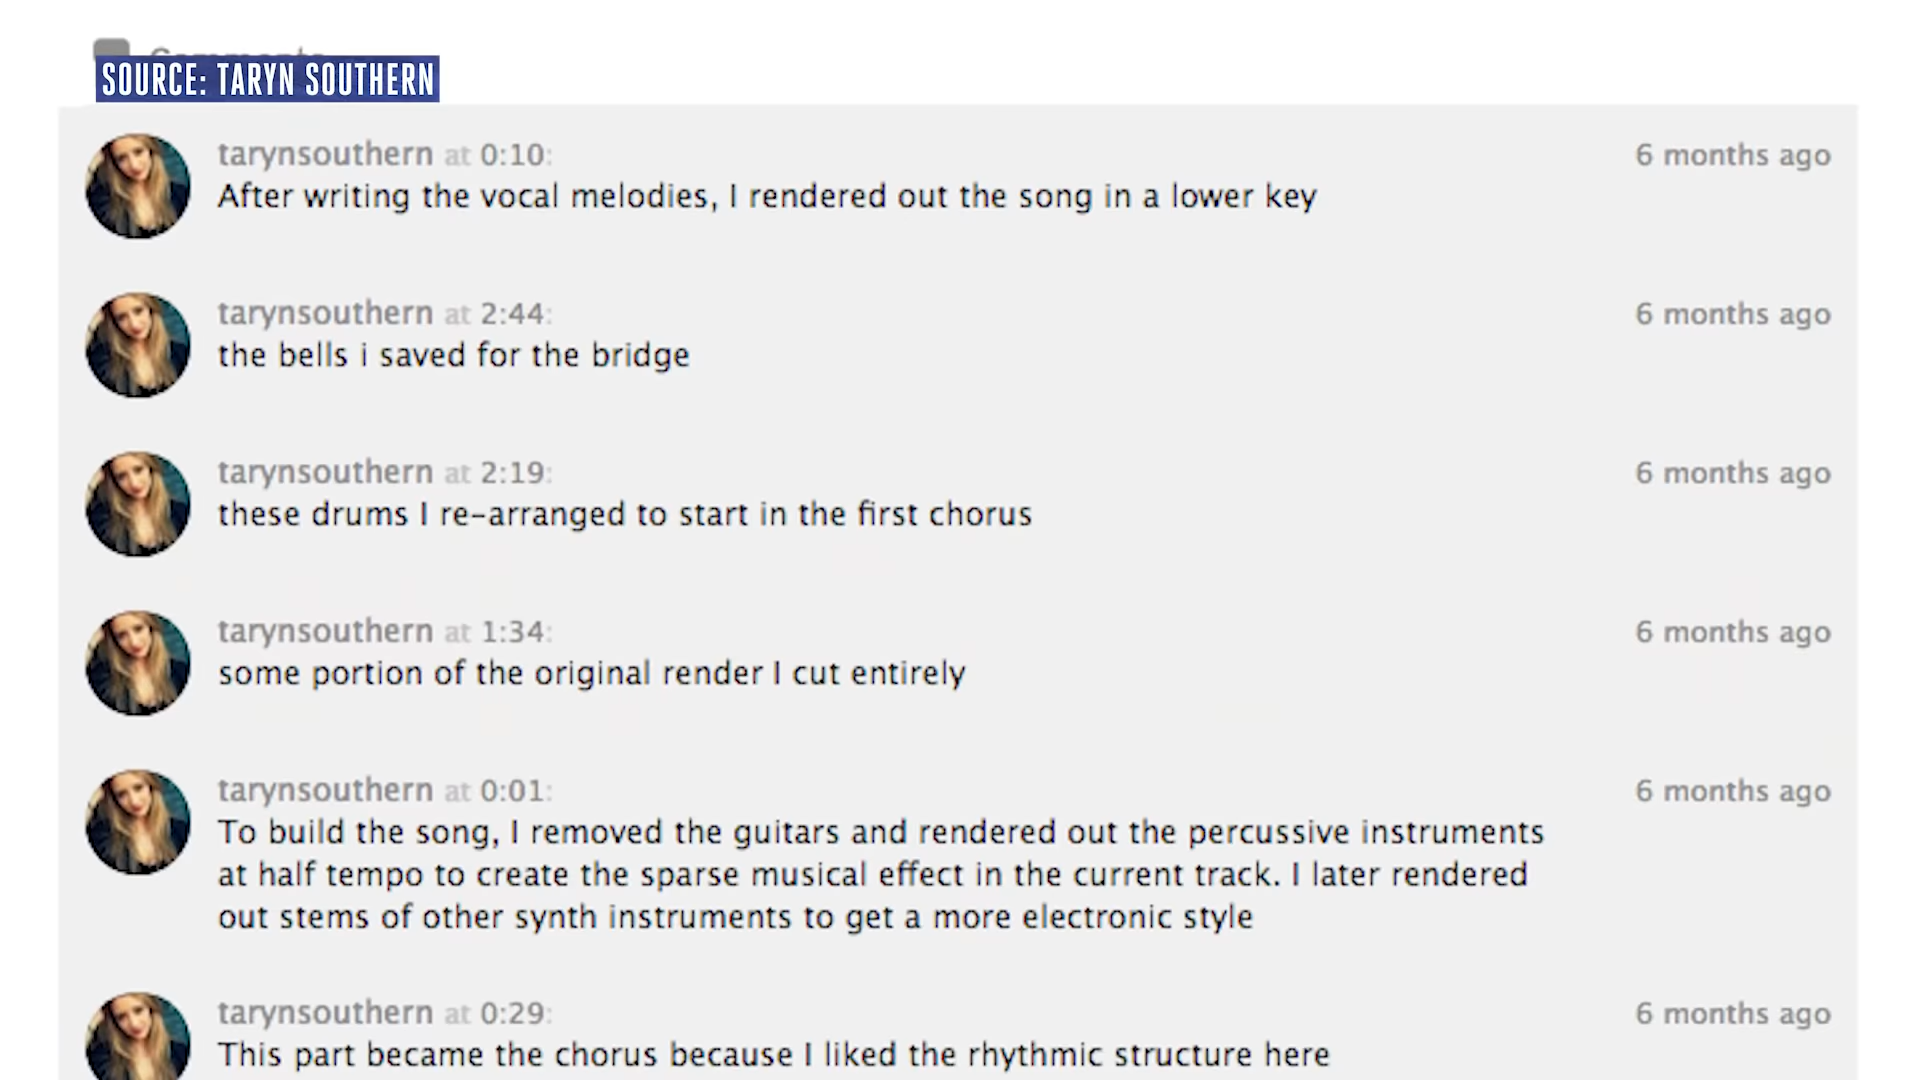 Comments
SOURCE: TARYN SOUTHERN
tarynsouthern at 0:10:
6 months ago
After writing the vocal melodies, I rendered out the song in a lower key
tarynsouthern at 2:44:
6 months ago
the bells i saved for the bridge
tarynsouthern at 2:19:
6 months ago
these drums I re-arranged to start in the first chorus
tarynsouthern at 1:34:
6 months ago
some portion of the original render I cut entirely
tarynsouthern at 0:01:
6 months ago
To build the song, I removed the guitars and rendered out the percussive instruments
at half tempo to create the sparse musical effect in the current track. I later rendered
out stems of other synth instruments to get a more electronic style
tarynsouthern at 0:29:
6 months ago
This part became the chorus because I liked the rhythmic structure here